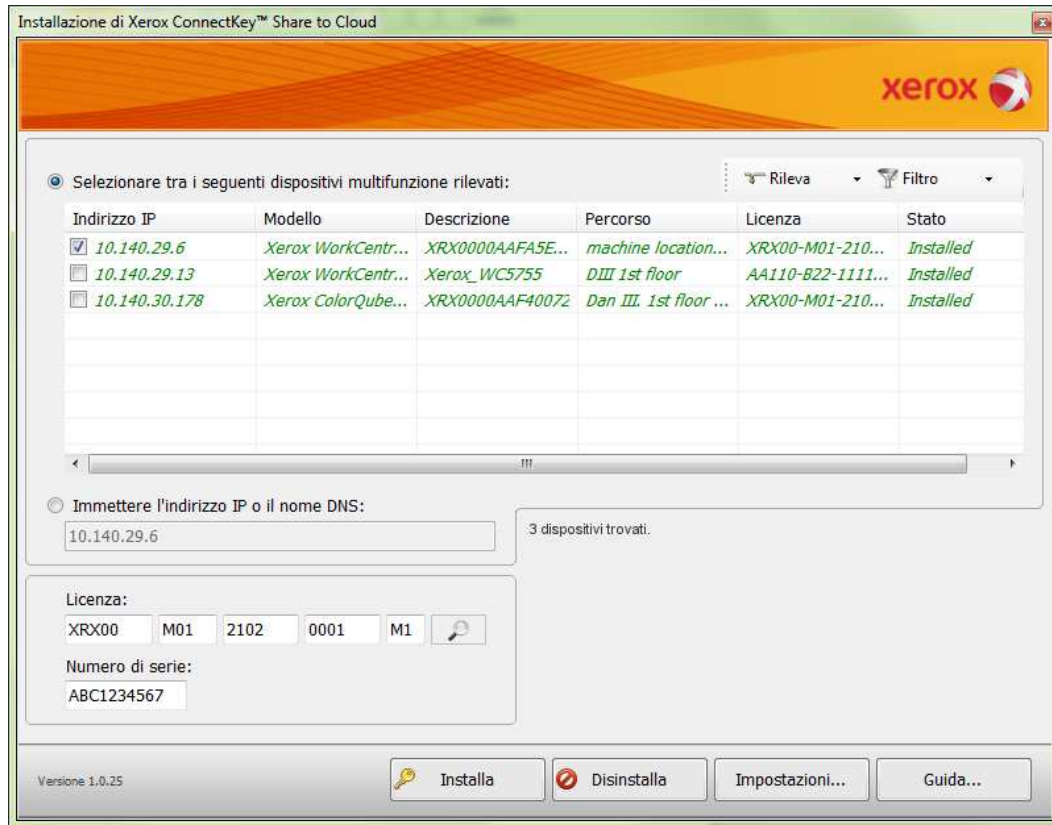 Installazione di Xerox ConnectKey™ Share to Cloud
xerox
Selezionare tra i seguenti dispositivi multifunzione rilevati:
Rileva
Filtro
Indirizzo IP Modello Descrizione Percorso Licenza Stato
10.140.29.6 Xerox WorkCentr... XRX0000AAFA5E... machine location... XRX00-M01-210... Installed
10.140.29.13 Xerox WorkCentr... Xerox_WC5755 DIII 1st floor AA110-B22-1111... Installed
10.140.30.178 Xerox ColorQube... XRX0000AAF40072 Dan III. 1st floor ... XRX00-M01-210... Installed
Immettere l'indirizzo IP o il nome DNS:
10.140.29.6
3 dispositivi trovati.
Licenza:
XRX00 M01 2102 0001 M1
Numero di serie:
ABC1234567
Versione 1.0.25
Installa
Disinstalla
Impostazioni...
Guida...